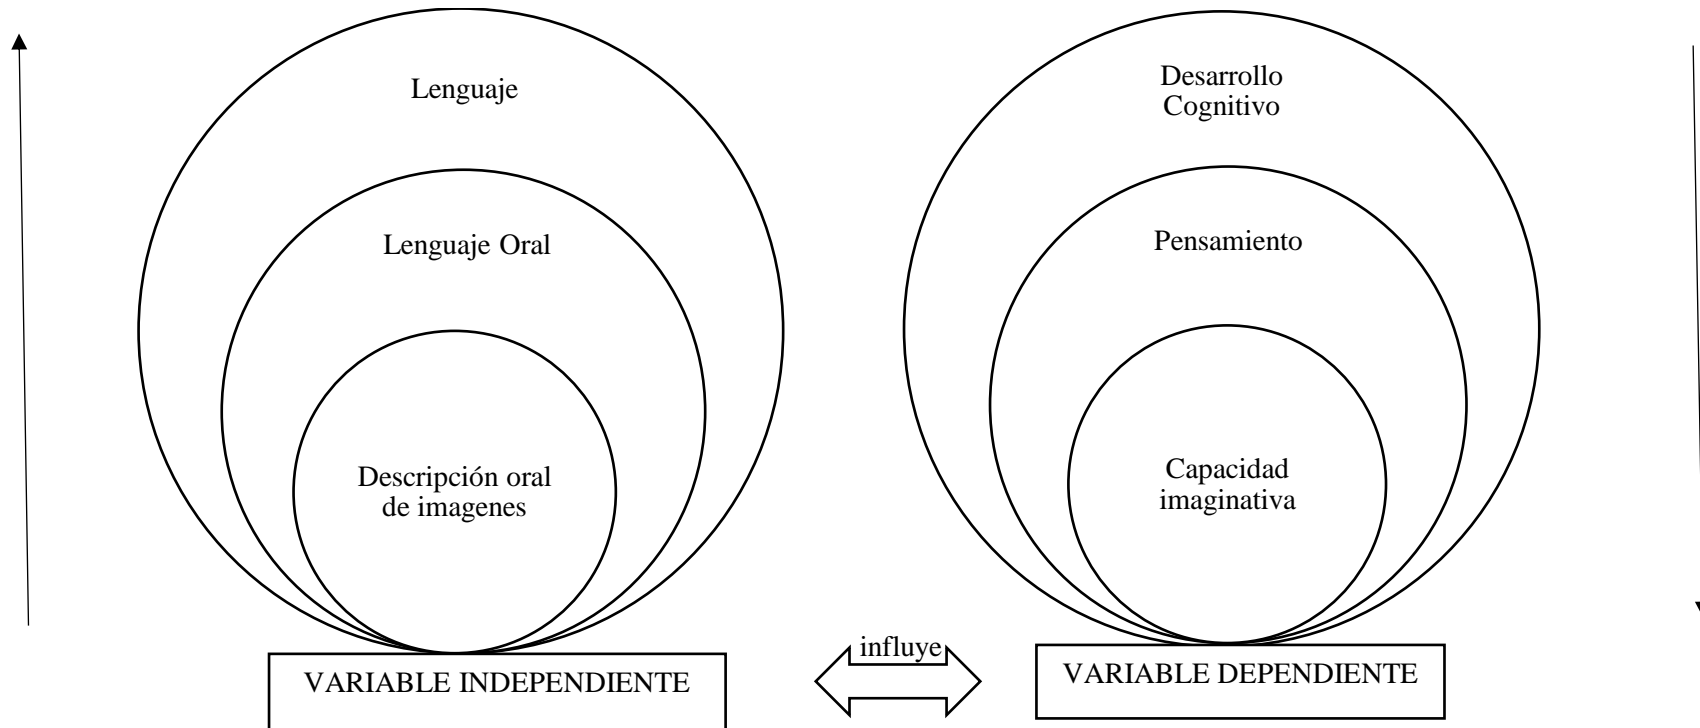 Lenguaje
Lenguaje Oral
Descripción oral
de imagenes
VARIABLE INDEPENDIENTE
influye
Desarrollo
Cognitivo
Pensamiento
Capacidad
imaginativa
VARIABLE DEPENDIENTE